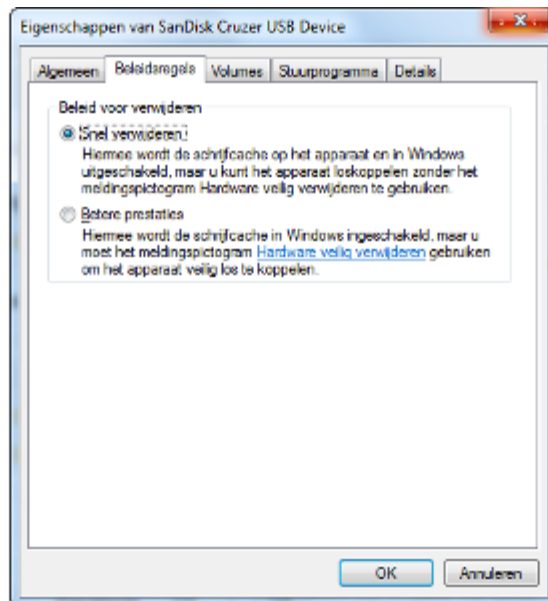 Eigenschappen van SanDisk Cruzer USB Device
Algemeen Beleidsregels Volumes Stuurprogramma Details
Beleid voor verwijderen
Snel verwijderen
Hiermee wordt de schrijfcache op het apparaat en in Windows
uitgeschakeld, maar u kunt het apparaat loskoppelen zonder het
meldingspictogram Hardware veilig verwijderen te gebruiken.
Betere prestaties
Hiermee wordt de schrijfcache in Windows ingeschakeld, maar u
moet het meldingspictogram Hardware veilig verwijderen gebruiken
om het apparaat veilig los te koppelen.
OK Annuleren